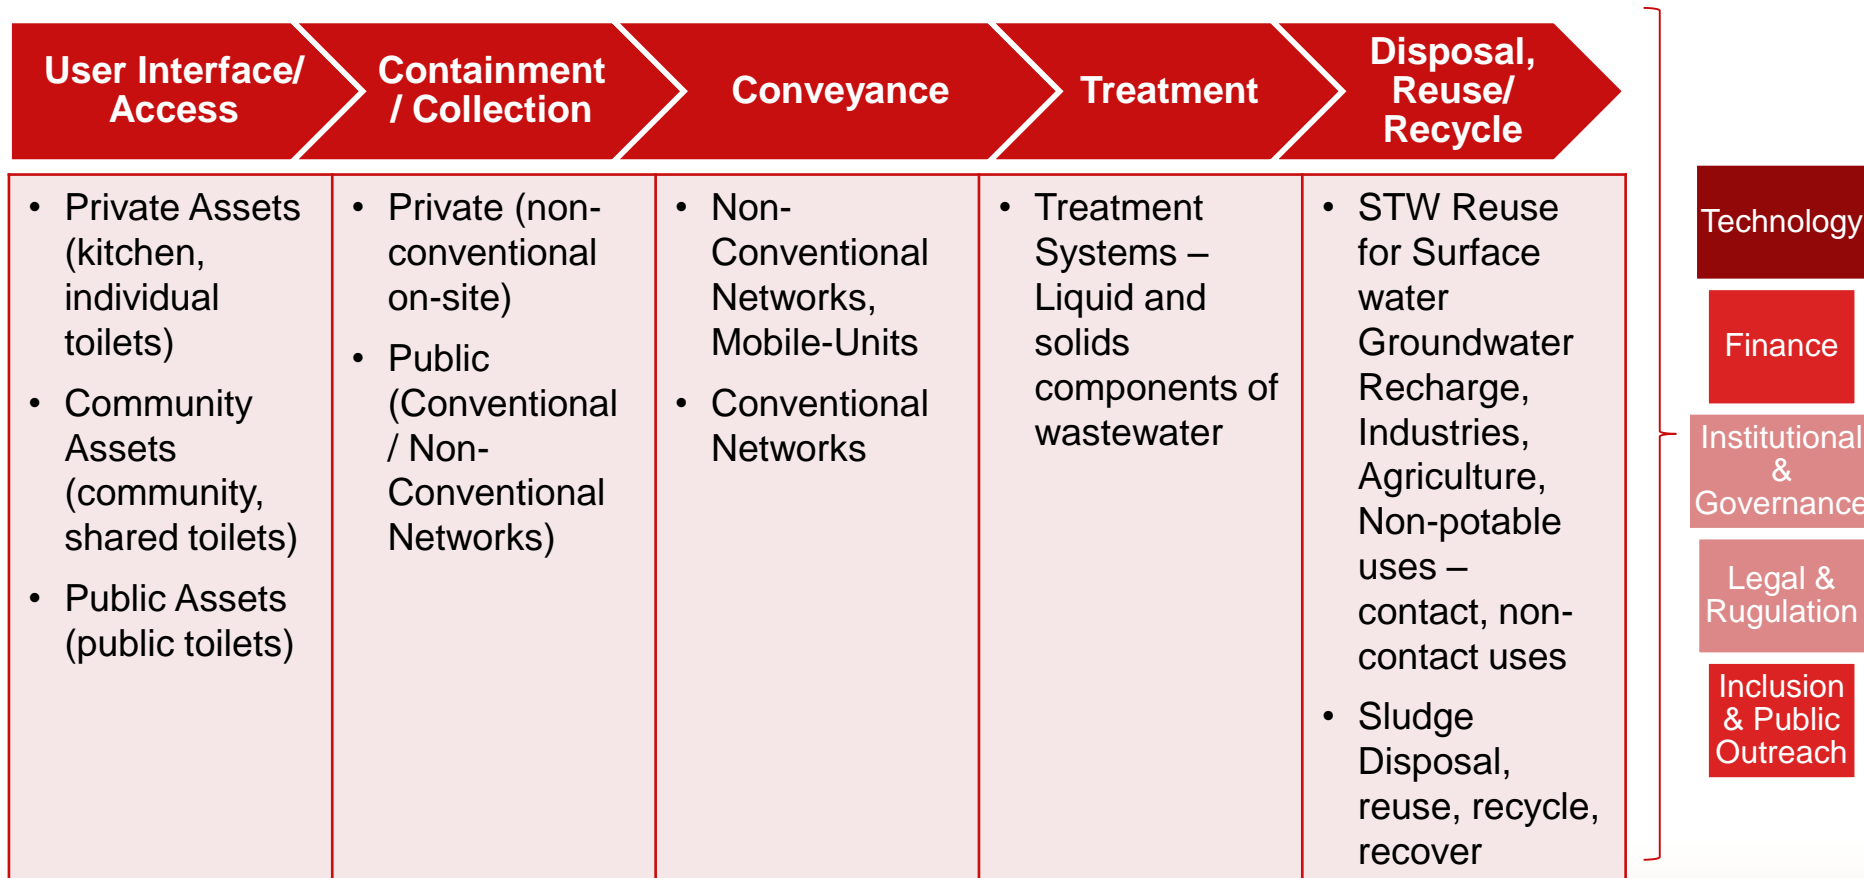 User Interface/
Access
Containment
/ Collection
Conveyance
Treatment
Disposal,
Reuse/
Recycle
• Private Assets
(kitchen,
individual
toilets)
• Community
Assets
(community,
shared toilets)
• Public Assets
(public toilets)
• Private (non-
conventional
on-site)
• Public
(Conventional
/ Non-
Conventional
Networks)
• Non-
Conventional
Networks,
Mobile-Units
• Conventional
Networks
• Treatment
Systems –
Liquid and
solids
components of
wastewater
• STW Reuse
for Surface
water
Groundwater
Recharge,
Industries,
Agriculture,
Non-potable
uses –
contact, non-
contact uses
• Sludge
Disposal,
reuse, recycle,
recover
Technology
Finance
Institutional
&
Governance
Legal &
Rugulation
Inclusion
& Public
Outreach